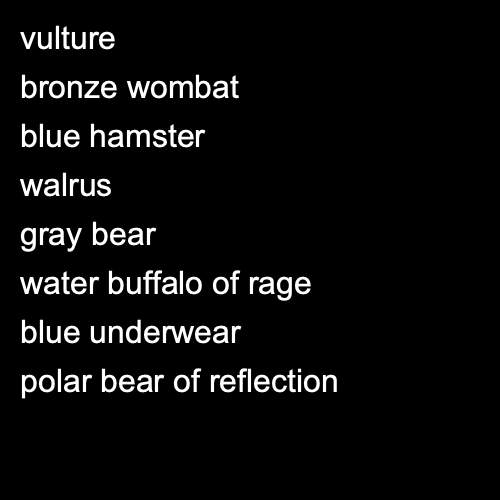 vulture
bronze wombat
blue hamster
walrus
gray bear
water buffalo of rage
blue underwear
polar bear of reflection